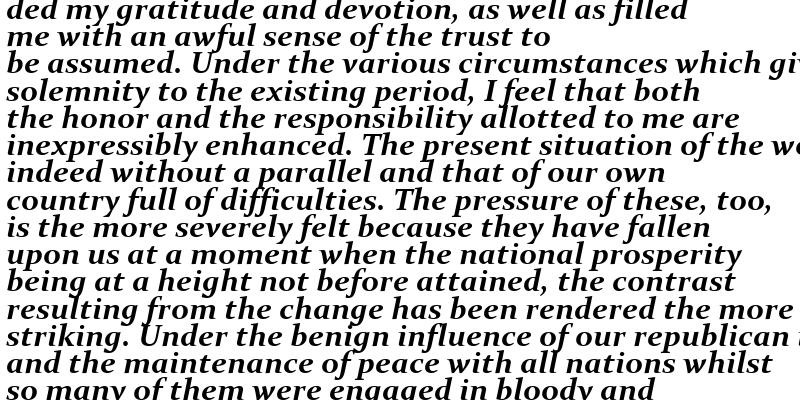 ded my gratitude and devotion, as well as filled
me with an awful sense of the trust to
be assumed. Under the various circumstances which
solemnity to the existing period, I feel that both
the honor and the responsibility allotted to me are
inexpressibly enhanced. The present situation of the
indeed without a parallel and that of our own
country full of difficulties. The pressure of these, too,
is the more severely felt because they have fallen
upon us at a moment when the national prosperity
being at a height not before attained, the contrast
resulting from the change has been rendered the more
striking. Under the benign influence of our republican
and the maintenance of peace with all nations whilst
so many of them were engaged in bloody and